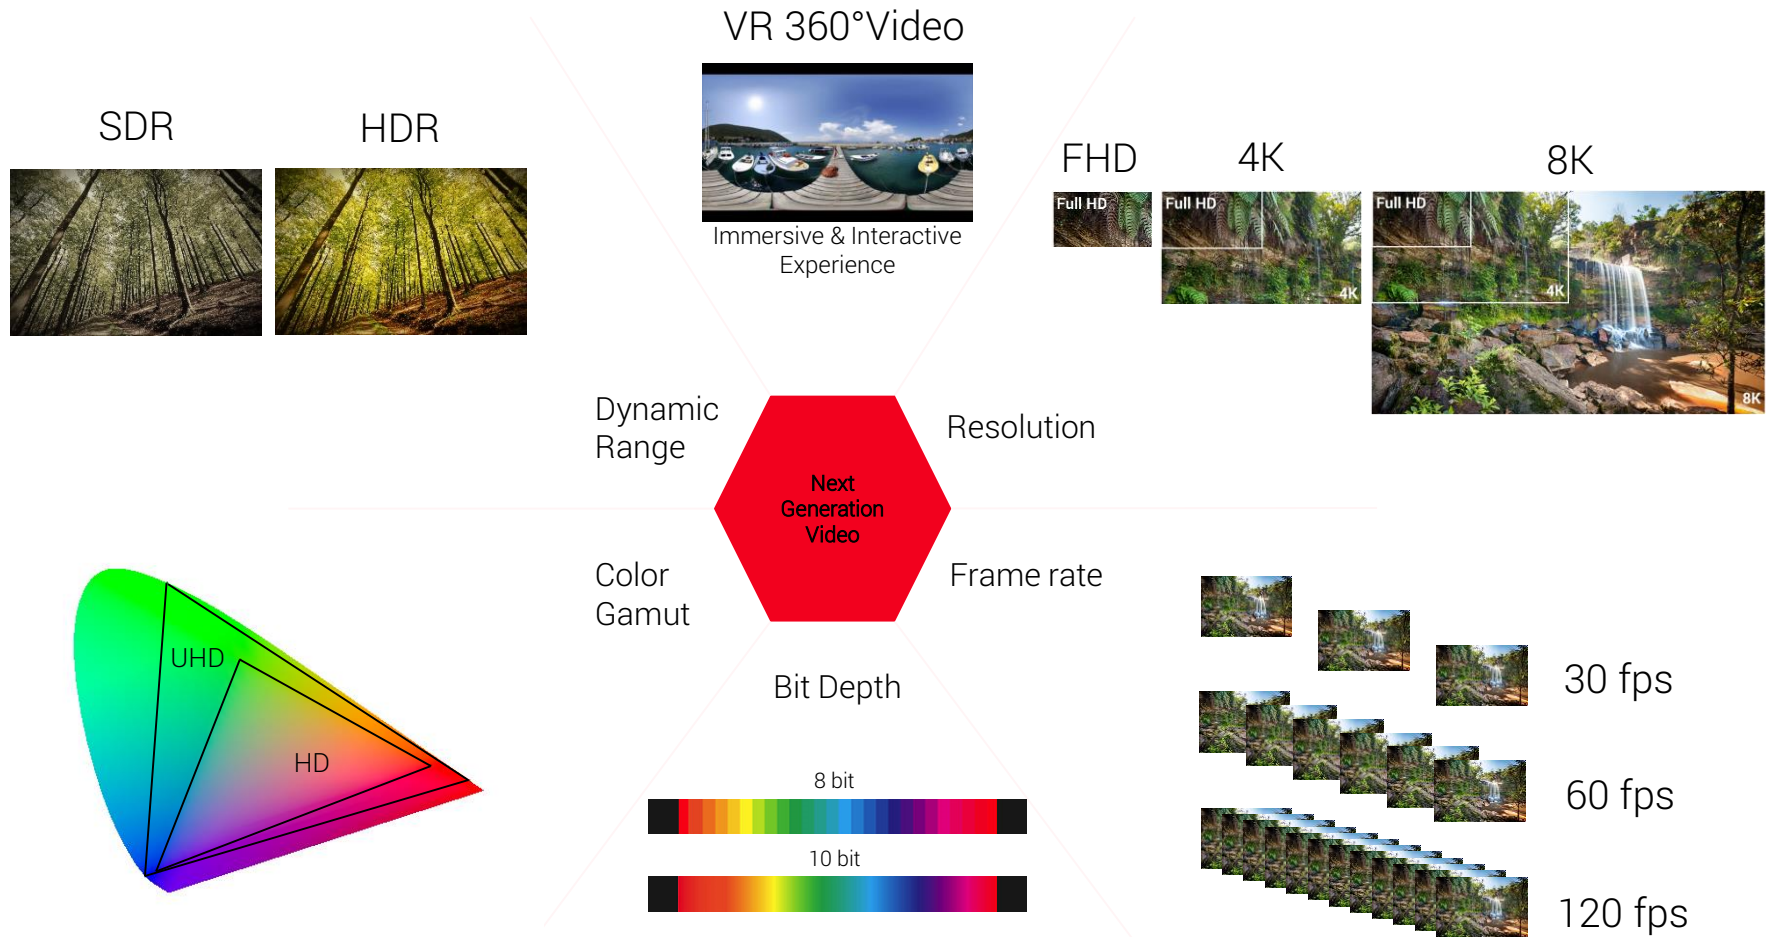 VR 360°Video
Immersive & Interactive
Experience
SDR
HDR
FHD
4K
8K
Full HD
Full HD
4K
Full HD
4K
8K
Dynamic
Range
Resolution
Next
Generation
Video
Color
Gamut
Frame rate
Bit Depth
UHD
HD
8 bit
10 bit
30 fps
60 fps
120 fps